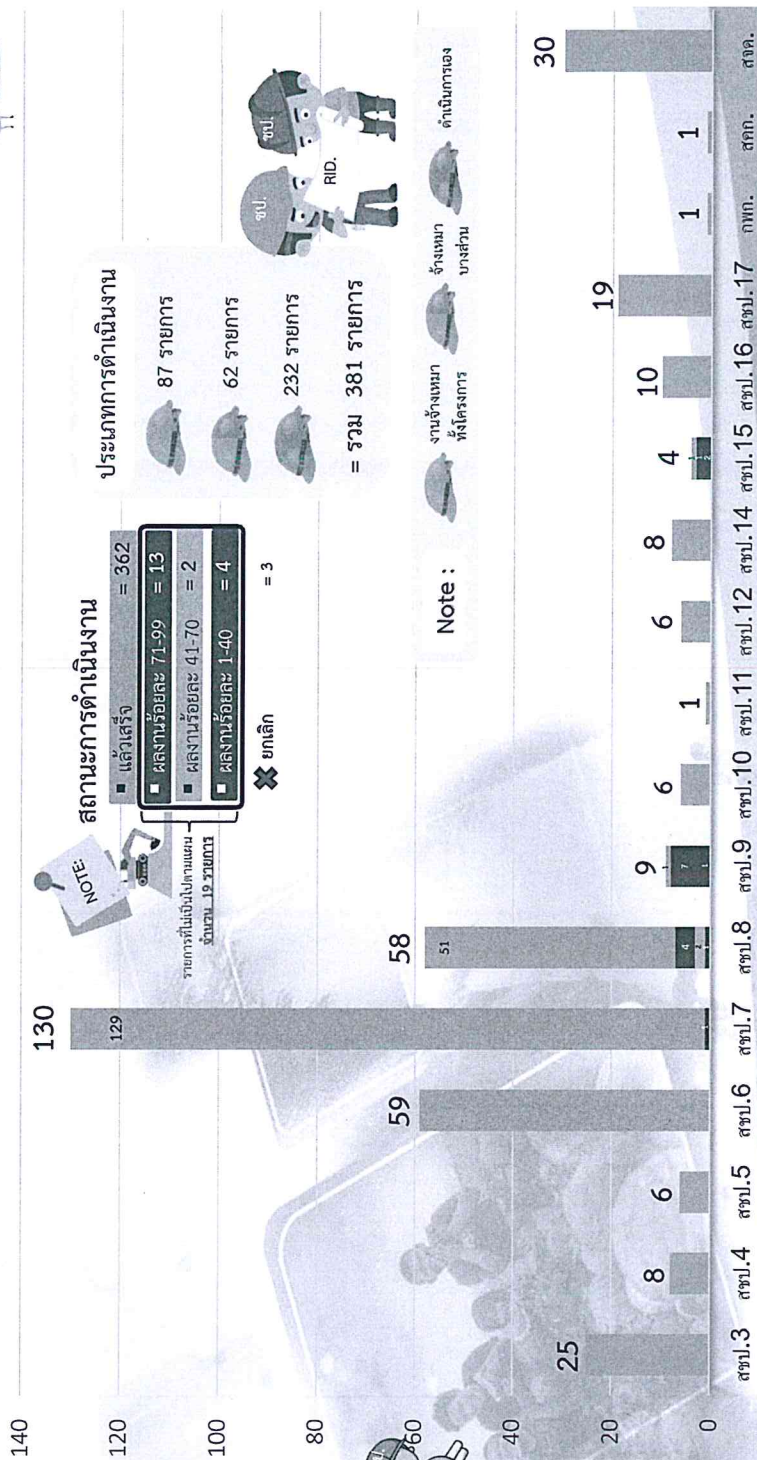 140
120
100
80
60
40
20
0
25
8
6
59
130
129
1
58
51
4
2
1
9
1
7
1
6
1
6
8
4
1
1
2
10
19
1
1
30
สชป.3
สชป.4
สชป.5
สชป.6
สชป.7
สชป.8
สชป.9
สชป.10
สชป.11
สชป.12
สชป.14
สชป.15
สชป.16
สชป.17
กพก.
สคก.
สจด.
NOTE:
สถานะการดำเนินงาน
แล้วเสร็จ = 362
ผลงานร้อยละ 71-99 = 13
ผลงานร้อยละ 41-70 = 2
ผลงานร้อยละ 1-40 = 4
ยกเลิก = 3
รายการที่ไม่เป็นไปตามแผน
จำนวน 19 รายการ
ประเภทการดำเนินงาน
87 รายการ
62 รายการ
232 รายการ
= รวม 381 รายการ
ชป.
ชป.
RID.
Note :
งานจ้างเหมา
ทั้งโครงการ
จ้างเหมา
บางส่วน
ดำเนินการเอง